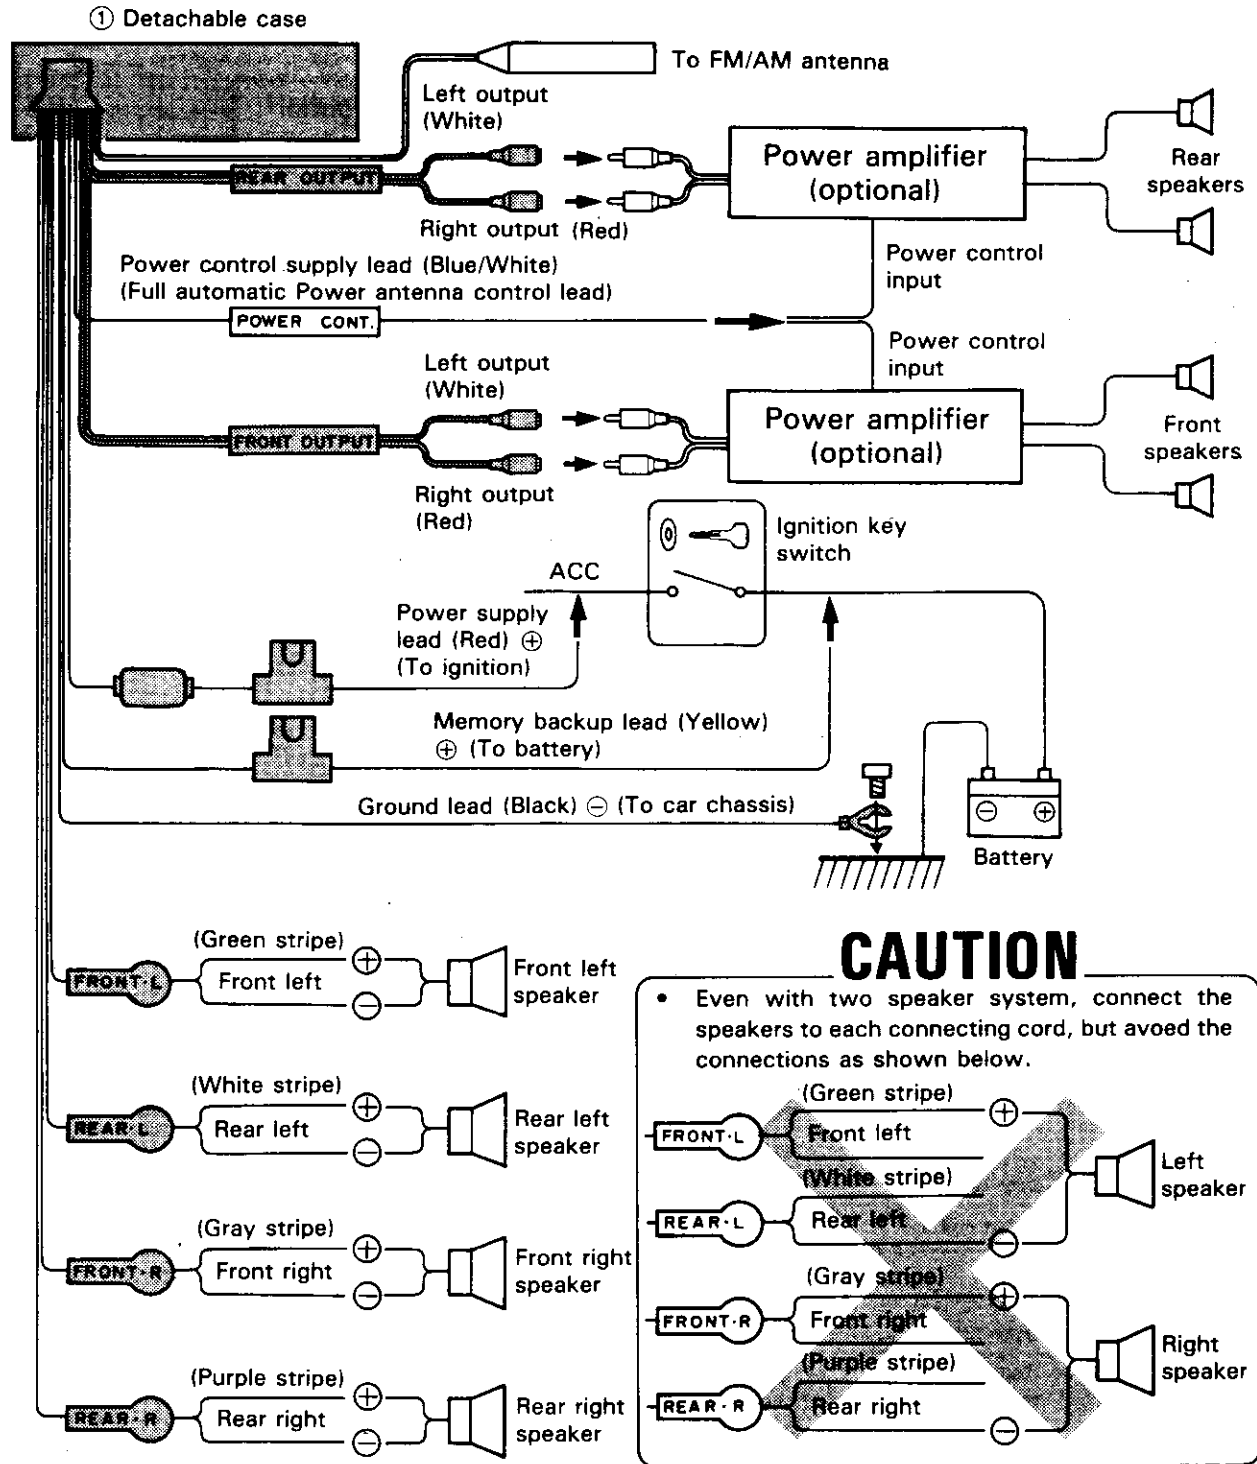 ① Detachable case
To FM/AM antenna
Left output
(White)
REAR OUTPUT
Right output (Red)
Power amplifier
(optional)
Rear
speakers
Power control supply lead (Blue/White)
(Full automatic Power antenna control lead)
POWER CONT.
Power control
input
Power control
input
Left output
(White)
FRONT OUTPUT
Right output
(Red)
Power amplifier
(optional)
Front
speakers
Ignition key
switch
ACC
Power supply
lead (Red) ⊕
(To ignition)
Memory backup lead (Yellow)
⊕ (To battery)
Ground lead (Black) ⊖ (To car chassis)
⊖ ⊕
Battery
FRONT·L
(Green stripe)
Front left
⊕
⊖
Front left
speaker
REAR·L
(White stripe)
Rear left
⊕
⊖
Rear left
speaker
FRONT·R
(Gray stripe)
Front right
⊕
⊖
Front right
speaker
REAR·R
(Purple stripe)
Rear right
⊕
⊖
Rear right
speaker
CAUTION
• Even with two speaker system, connect the
speakers to each connecting cord, but avoed the
connections as shown below.
FRONT·L
(Green stripe)
Front left
⊕
REAR·L
(White stripe)
Rear left
⊖
Left
speaker
FRONT·R
(Gray stripe)
Front right
⊕
REAR·R
(Purple stripe)
Rear right
⊖
Right
speaker